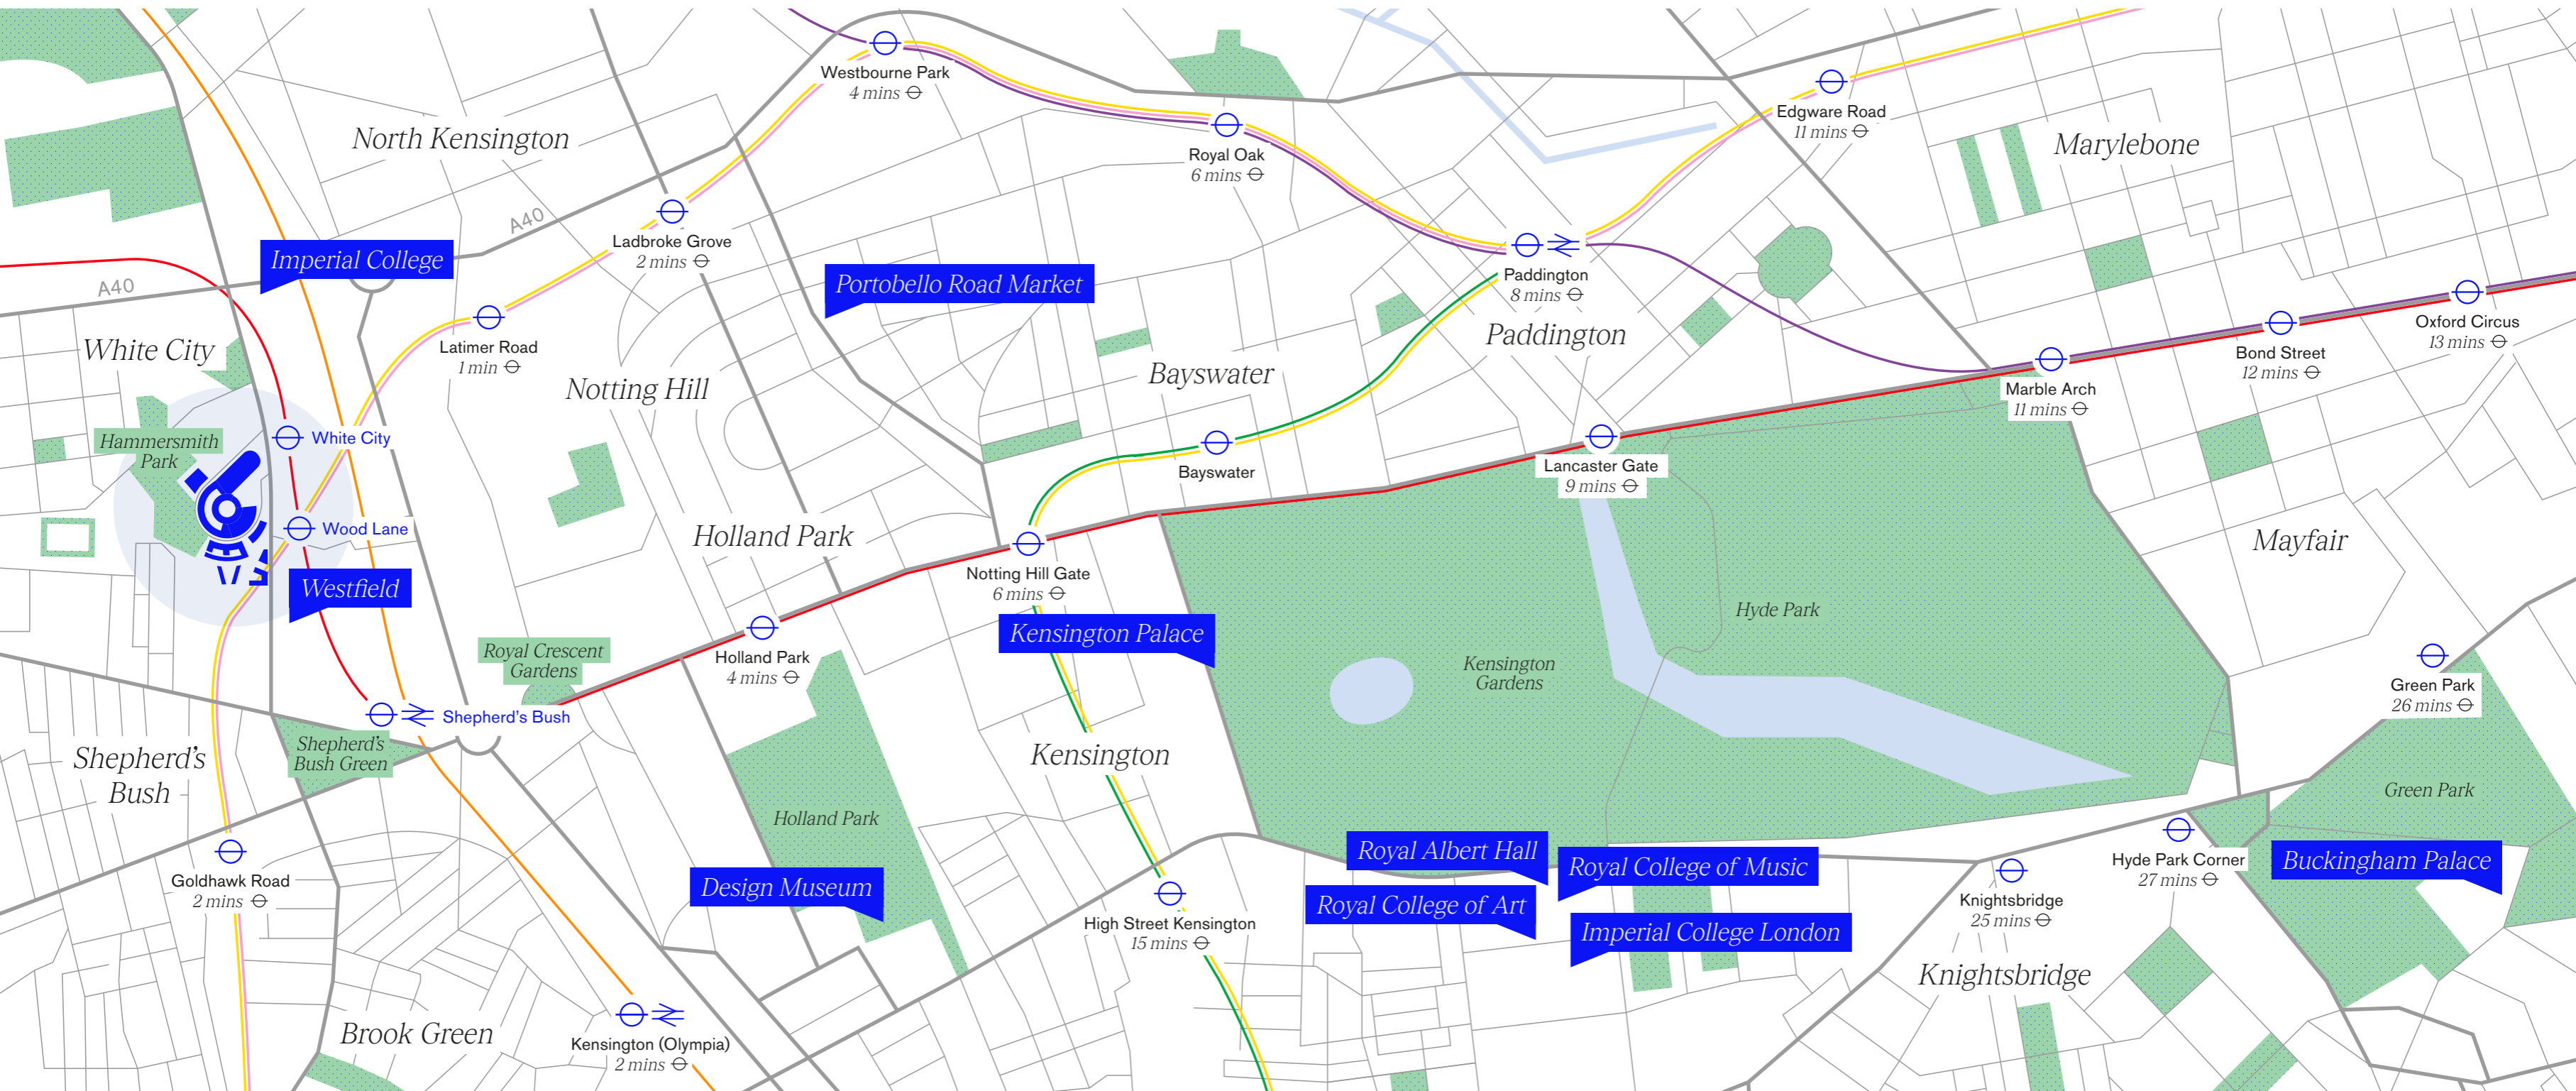 Westbourne Park
4 mins
North Kensington
Edgware Road
11 mins
Marylebone
Royal Oak
6 mins
A40
Ladbroke Grove
2 mins
Imperial College
Portobello Road Market
Paddington
8 mins
A40
Paddington
Oxford Circus
13 mins
White City
Latimer Road
1 min
Bond Street
12 mins
Notting Hill
Bayswater
Marble Arch
11 mins
Hammersmith
Park
White City
Bayswater
Lancaster Gate
9 mins
Wood Lane
Holland Park
Mayfair
Westfield
Notting Hill Gate
6 mins
Hyde Park
Kensington Palace
Royal Crescent
Gardens
Holland Park
4 mins
Kensington
Gardens
Green Park
26 mins
Shepherd's Bush
Shepherd's
Bush
Shepherd's
Bush Green
Kensington
Green Park
Holland Park
Royal Albert Hall
Royal College of Music
Hyde Park Corner
27 mins
Buckingham Palace
Goldhawk Road
2 mins
Design Museum
Royal College of Art
Knightsbridge
25 mins
High Street Kensington
15 mins
Imperial College London
Knightsbridge
Brook Green
Kensington (Olympia)
2 mins